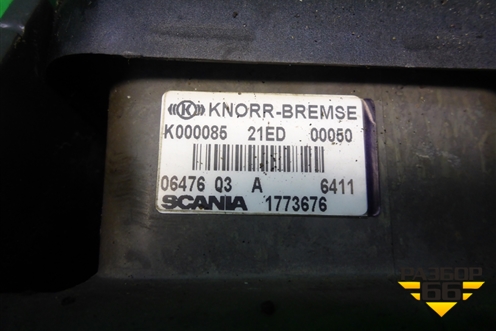 KNORR-BREMSE
K000085 21ED 00050
06476 Q3 A 6411
SCANIA 1773676
РАЗБОР
66